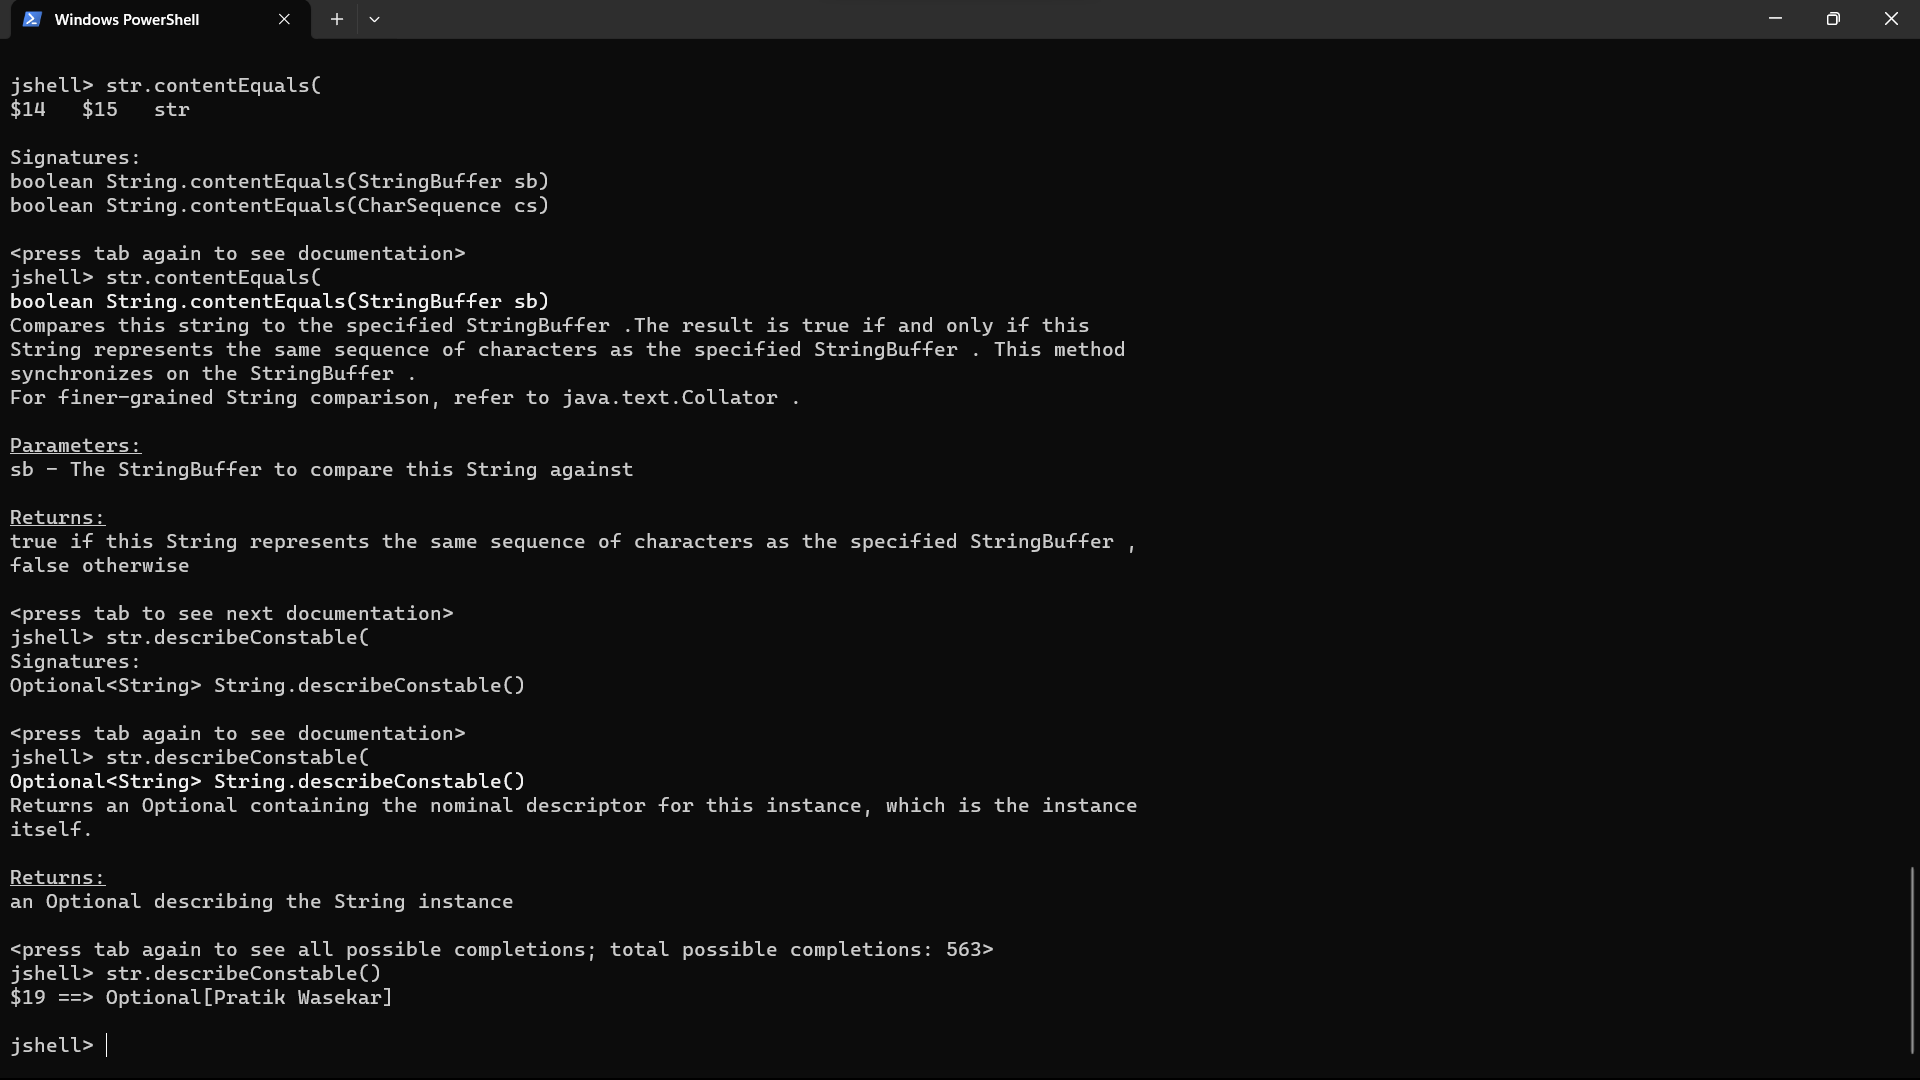 Windows PowerShell
jshell> str.contentEquals(
$14   $15   str
Signatures:
boolean String.contentEquals(StringBuffer sb)
boolean String.contentEquals(CharSequence cs)
<press tab again to see documentation>
jshell> str.contentEquals(
boolean String.contentEquals(StringBuffer sb)
Compares this string to the specified StringBuffer .The result is true if and only if this
String represents the same sequence of characters as the specified StringBuffer . This method
synchronizes on the StringBuffer .
For finer-grained String comparison, refer to java.text.Collator .
Parameters:
sb - The StringBuffer to compare this String against
Returns:
true if this String represents the same sequence of characters as the specified StringBuffer ,
false otherwise
<press tab to see next documentation>
jshell> str.describeConstable(
Signatures:
Optional<String> String.describeConstable()
<press tab again to see documentation>
jshell> str.describeConstable(
Optional<String> String.describeConstable()
Returns an Optional containing the nominal descriptor for this instance, which is the instance
itself.
Returns:
an Optional describing the String instance
<press tab again to see all possible completions; total possible completions: 563>
jshell> str.describeConstable()
$19 ==> Optional[Pratik Wasekar]
jshell>